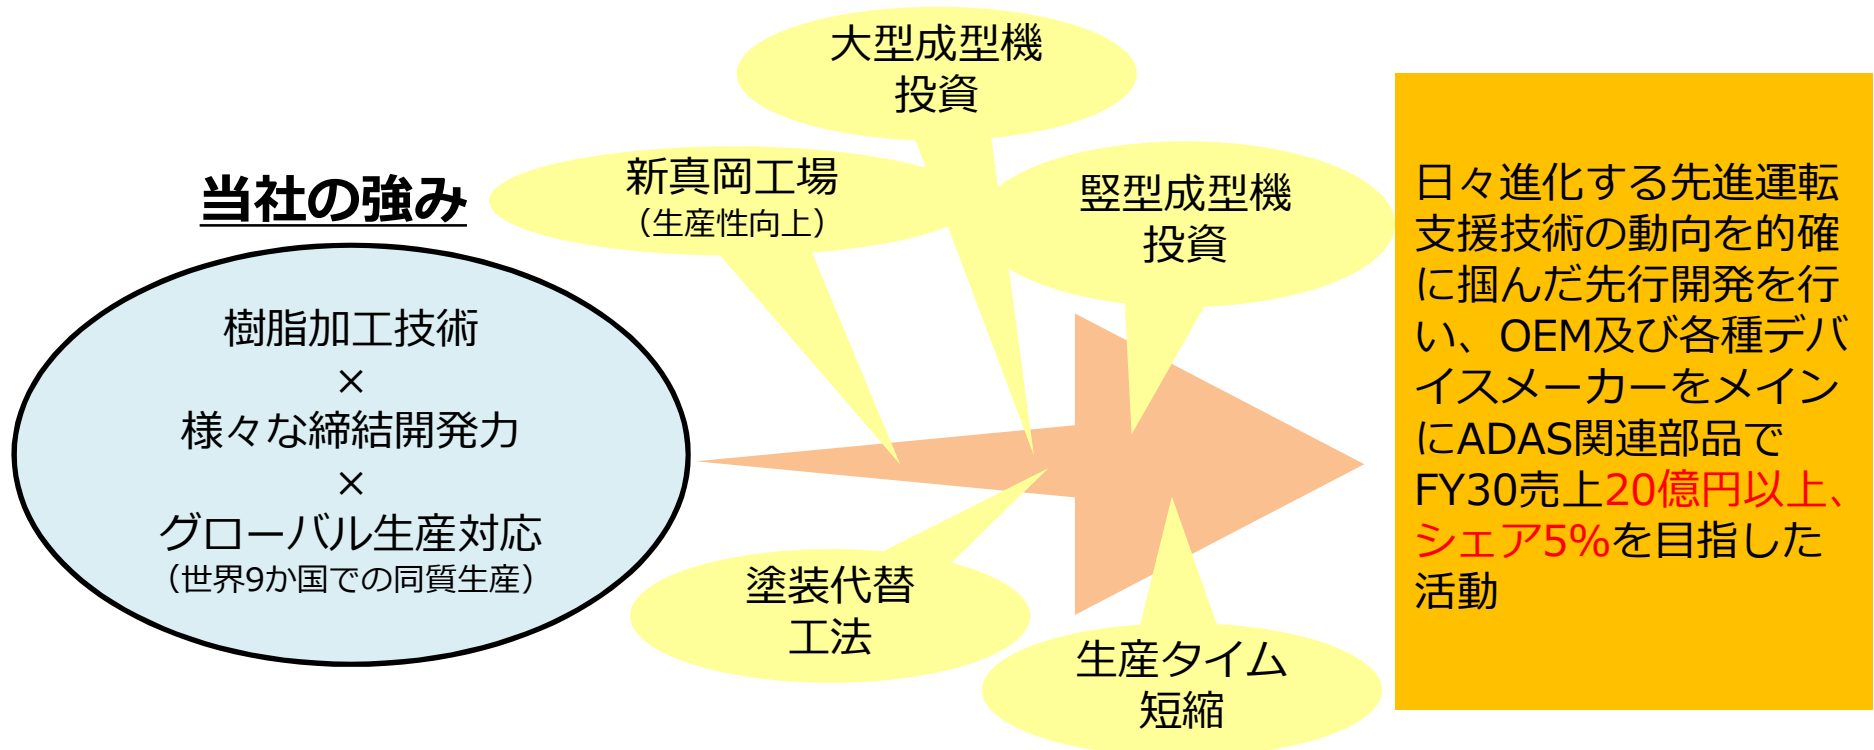 当社の強み
樹脂加工技術
×
様々な締結開発力
×
グローバル生産対応
（世界9か国での同質生産）
大型成型機
投資
新真岡工場
（生産性向上）
竪型成型機
投資
塗装代替
工法
生産タイム
短縮
日々進化する先進運転
支援技術の動向を的確
に掴んだ先行開発を行
い、OEM及び各種デバ
イスメーカーをメイン
にADAS関連部品で
FY30売上20億円以上、
シェア5%を目指した
活動